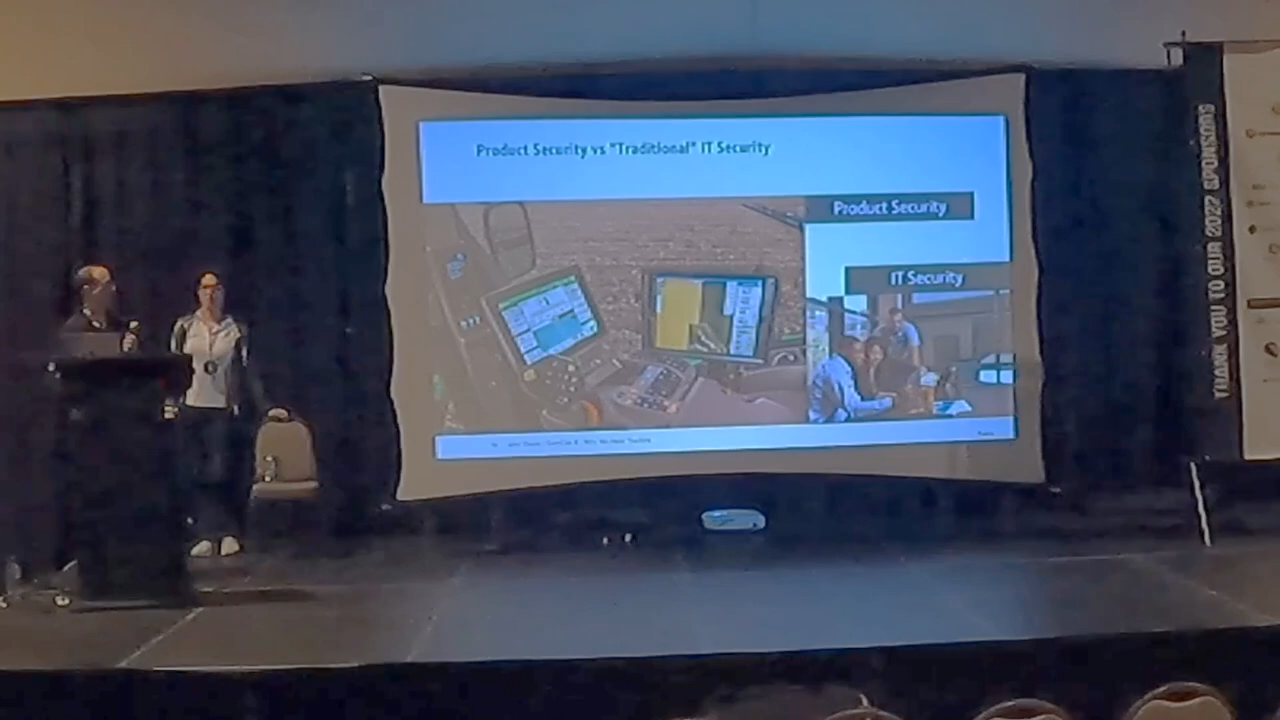 Product Security vs "Traditional" IT Security
Product Security
IT Security
THANK YOU TO OUR 2022 SPONSORS